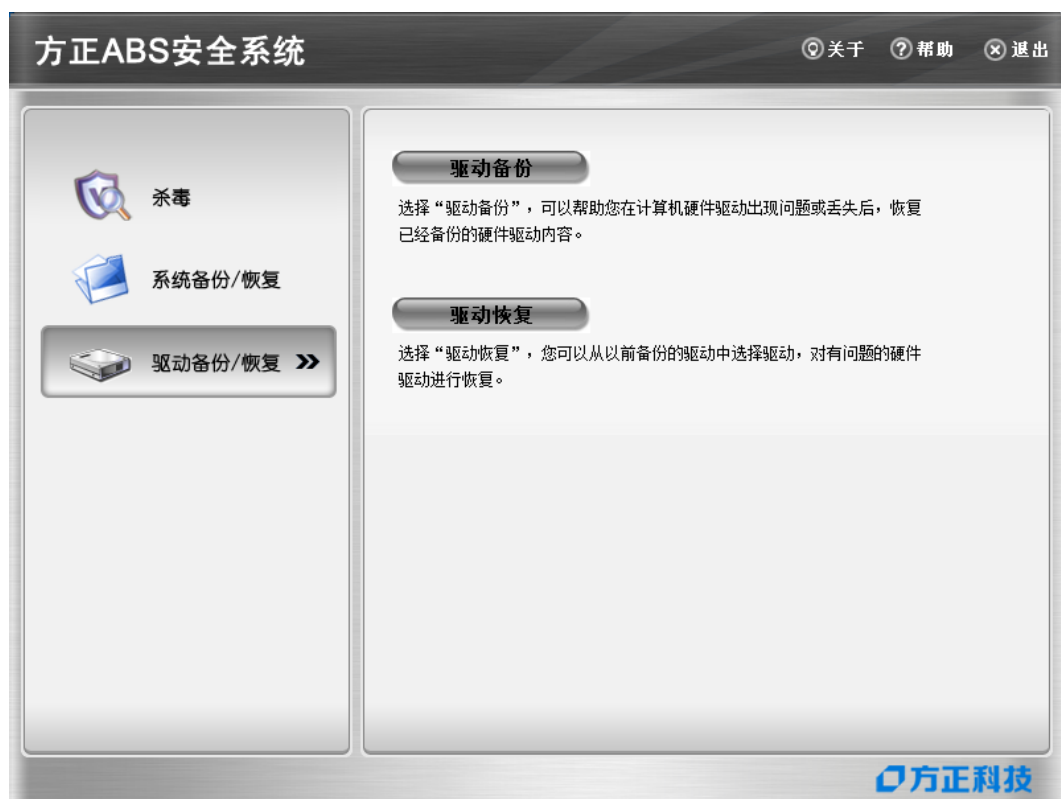 方正ABS安全系统
关于 帮助 退出
杀毒
系统备份/恢复
驱动备份/恢复
驱动备份
选择“驱动备份”，可以帮助您在计算机硬件驱动出现问题或丢失后，恢复
已经备份的硬件驱动内容。
驱动恢复
选择“驱动恢复”，您可以从以前备份的驱动中选择驱动，对有问题的硬件
驱动进行恢复。
方正科技